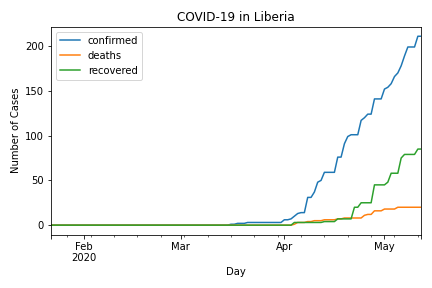 COVID-19 in Liberia
confirmed
deaths
recovered
200
150
100
50
0
Number of Cases
Feb
2020
Mar
Apr
May
Day